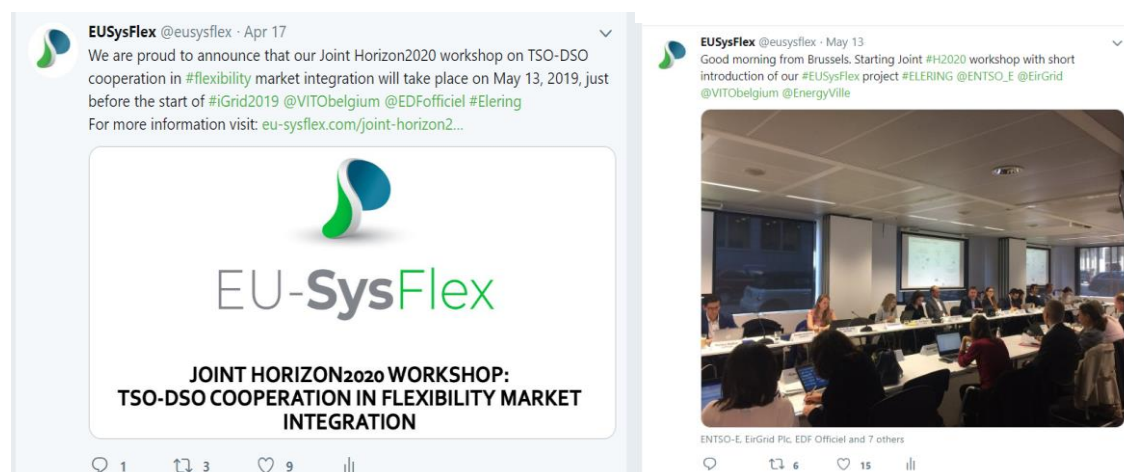 EUSysFlex @eusysflex · Apr 17
We are proud to announce that our Joint Horizon2020 workshop on TSO-DSO
cooperation in #flexibility market integration will take place on May 13, 2019, just
before the start of #iGrid2019 @VITObelgium @EDFofficiel #Elering
For more information visit: eu-sysflex.com/joint-horizon2...
EU-SysFlex
JOINT HORIZON2020 WORKSHOP:
TSO-DSO COOPERATION IN FLEXIBILITY MARKET
INTEGRATION
1 3 9
EUSysFlex @eusysflex · May 13
Good morning from Brussels. Starting Joint #H2020 workshop with short
introduction of our #EUSysFlex project #ELERING @ENTSO_E @EirGrid
@VITObelgium @EnergyVille
ENTSO-E, EirGrid Plc, EDF Officiel and 7 others
6 15